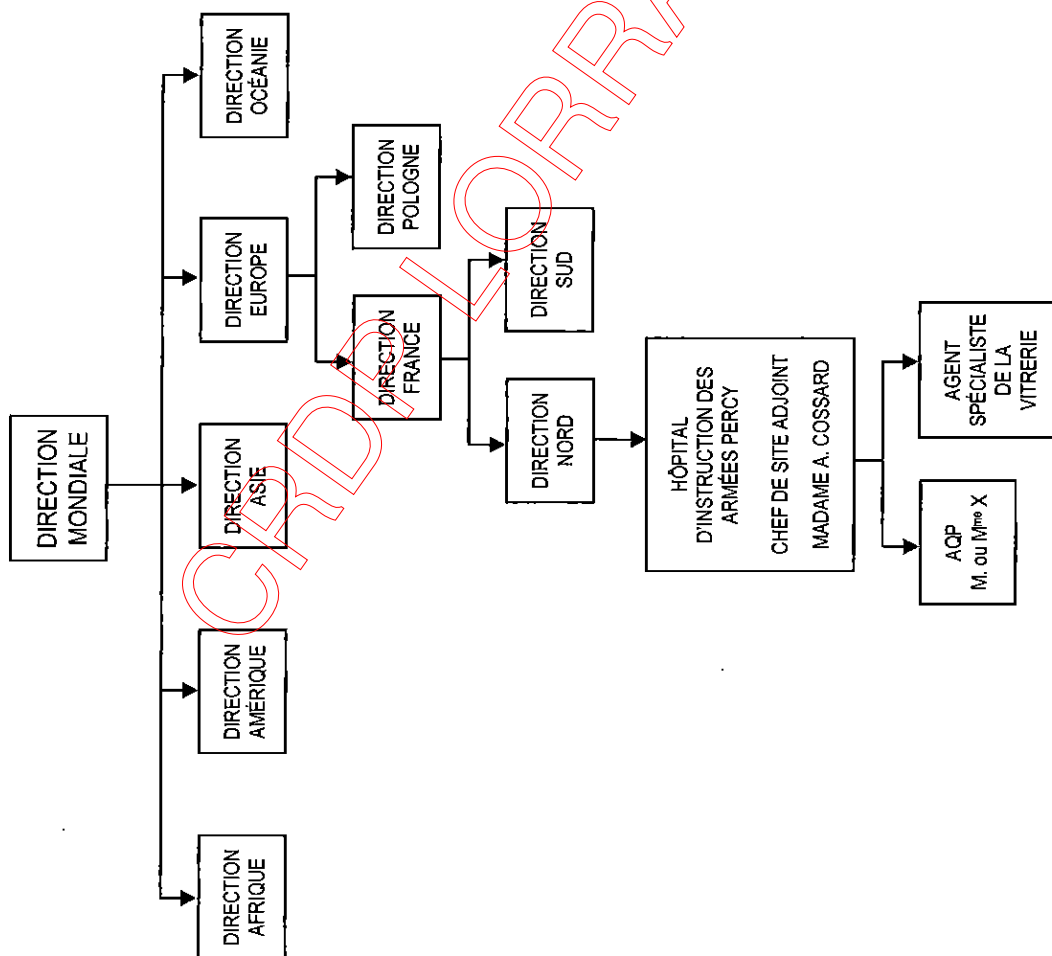 DIRECTION
MONDIALE
DIRECTION
AFRIQUE
DIRECTION
AMÉRIQUE
DIRECTION
ASIE
DIRECTION
EUROPE
DIRECTION
OCÉANIE
DIRECTION
FRANCE
DIRECTION
POLOGNE
DIRECTION
NORD
DIRECTION
SUD
HÔPITAL
D'INSTRUCTION DES
ARMÉES PERCY
CHEF DE SITE ADJOINT
MADAME A. COSSARD
AQP
M. ou Mme X
AGENT
SPÉCIALISTE
DE LA
VITRERIE
CRDP LORRA